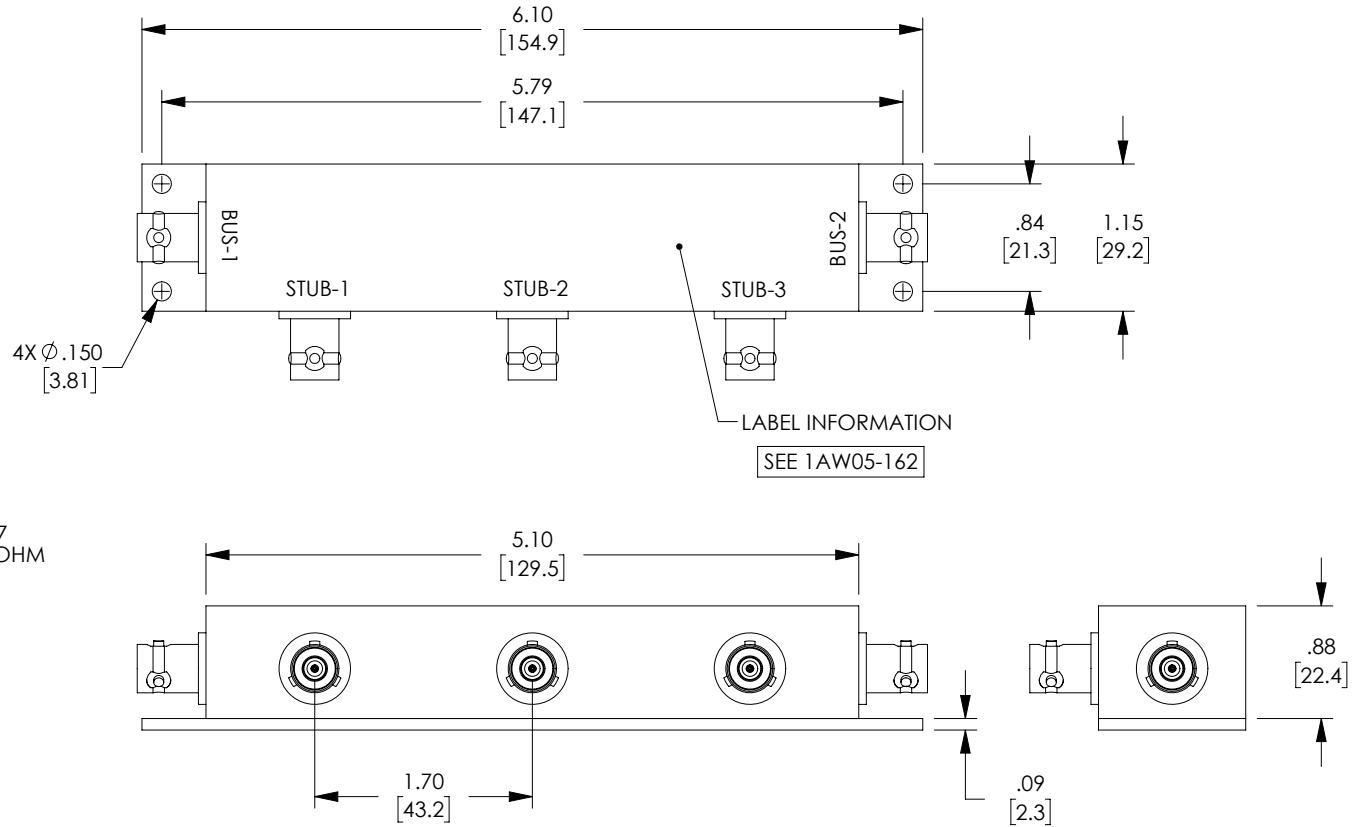 6.10
[154.9]
5.79
[147.1]
BUS-1
BUS-2
.84
[21.3]
1.15
[29.2]
STUB-1 STUB-2 STUB-3
4X Ø .150
[3.81]
LABEL INFORMATION
SEE 1AW05-162
7
OHM
5.10
[129.5]
.88
[22.4]
1.70
[43.2]
.09
[2.3]